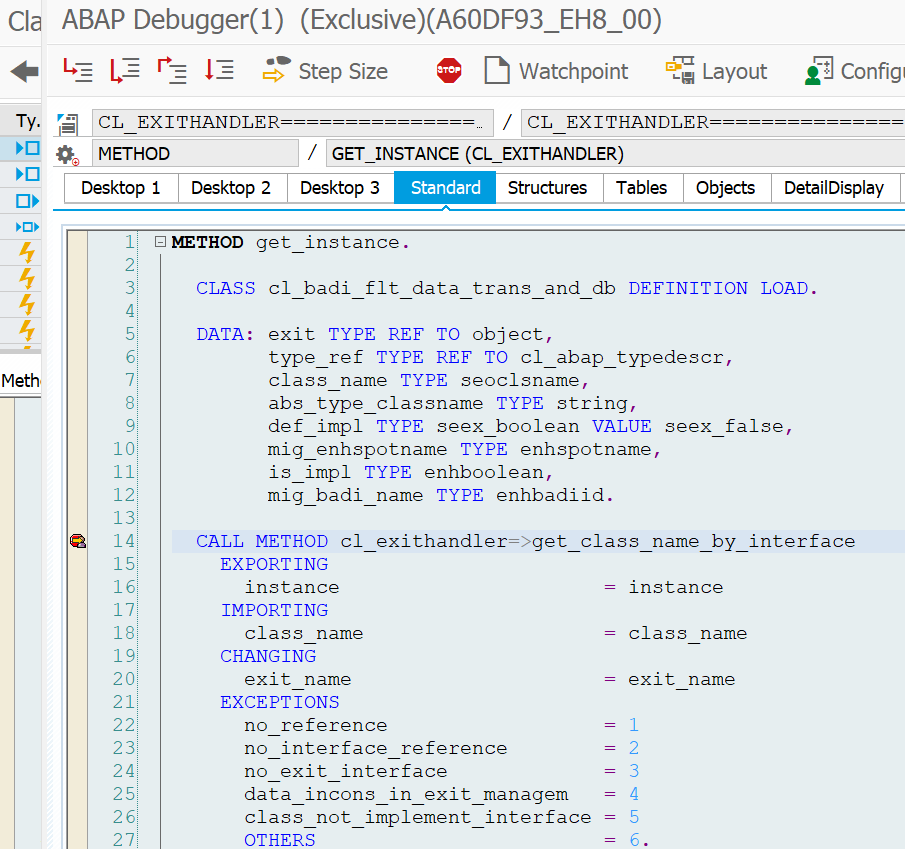 Cla
ABAP Debugger(1) (Exclusive)(A60DF93_EH8_00)
Step Size
STOP
Watchpoint
Layout
Configu
Ty.
CL_EXITHANDLER===============… / CL_EXITHANDLER===============
METHOD / GET_INSTANCE (CL_EXITHANDLER)
Desktop 1 Desktop 2 Desktop 3 Standard Structures Tables Objects DetailDisplay
Metho
1 METHOD get_instance.
2
3 CLASS cl_badi_flt_data_trans_and_db DEFINITION LOAD.
4
5 DATA: exit TYPE REF TO object,
6 type_ref TYPE REF TO cl_abap_typedescr,
7 class_name TYPE seoclsname,
8 abs_type_classname TYPE string,
9 def_impl TYPE seex_boolean VALUE seex_false,
10 mig_enhspotname TYPE enhspotname,
11 is_impl TYPE enhboolean,
12 mig_badi_name TYPE enhbadiid.
13
14 CALL METHOD cl_exithandler=>get_class_name_by_interface
15 EXPORTING
16 instance = instance
17 IMPORTING
18 class_name = class_name
19 CHANGING
20 exit_name = exit_name
21 EXCEPTIONS
22 no_reference = 1
23 no_interface_reference = 2
24 no_exit_interface = 3
25 data_incons_in_exit_managem = 4
26 class_not_implement_interface = 5
27 OTHERS = 6.